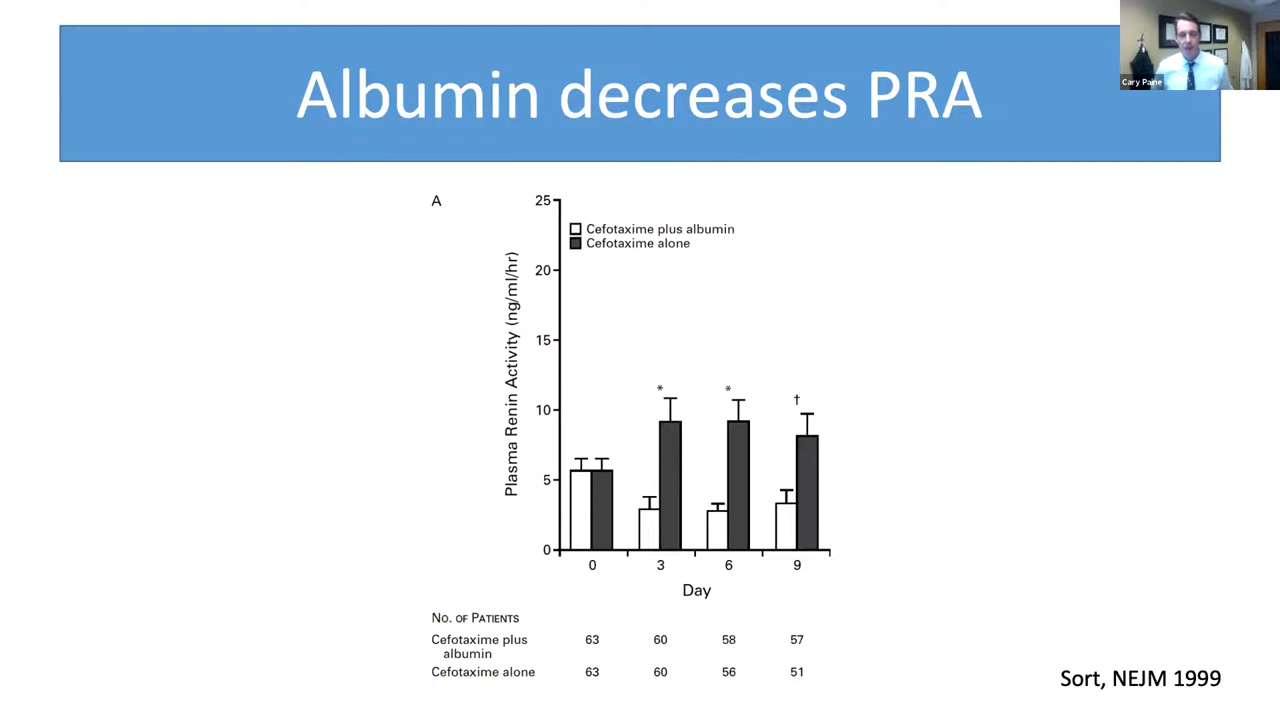 Albumin decreases PRA
Cary Paine
A
25
20
15
10
5
0
Plasma Renin Activity (ng/ml/hr)
Cefotaxime plus albumin
Cefotaxime alone
*
*
†
0 3 6 9
Day
NO. OF PATIENTS
Cefotaxime plus albumin 63 60 58 57
Cefotaxime alone 63 60 56 51
Sort, NEJM 1999